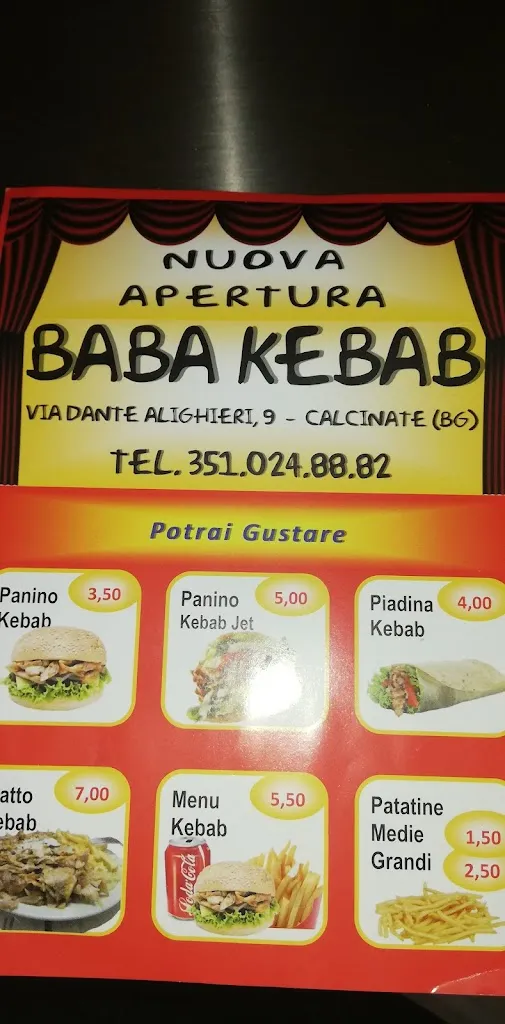 NUOVA
APERTURA
BABA KEBAB
VIA DANTE ALIGHIERI, 9 - CALCINATE (BG)
TEL. 351.024.88.82
Potrai Gustare
Panino 3,50
Kebab
Panino 5,00
Kebab Jet
Piadina 4,00
Kebab
atto 7,00
ebab
Menu 5,50
Kebab
Patatine
Medie 1,50
Grandi 2,50